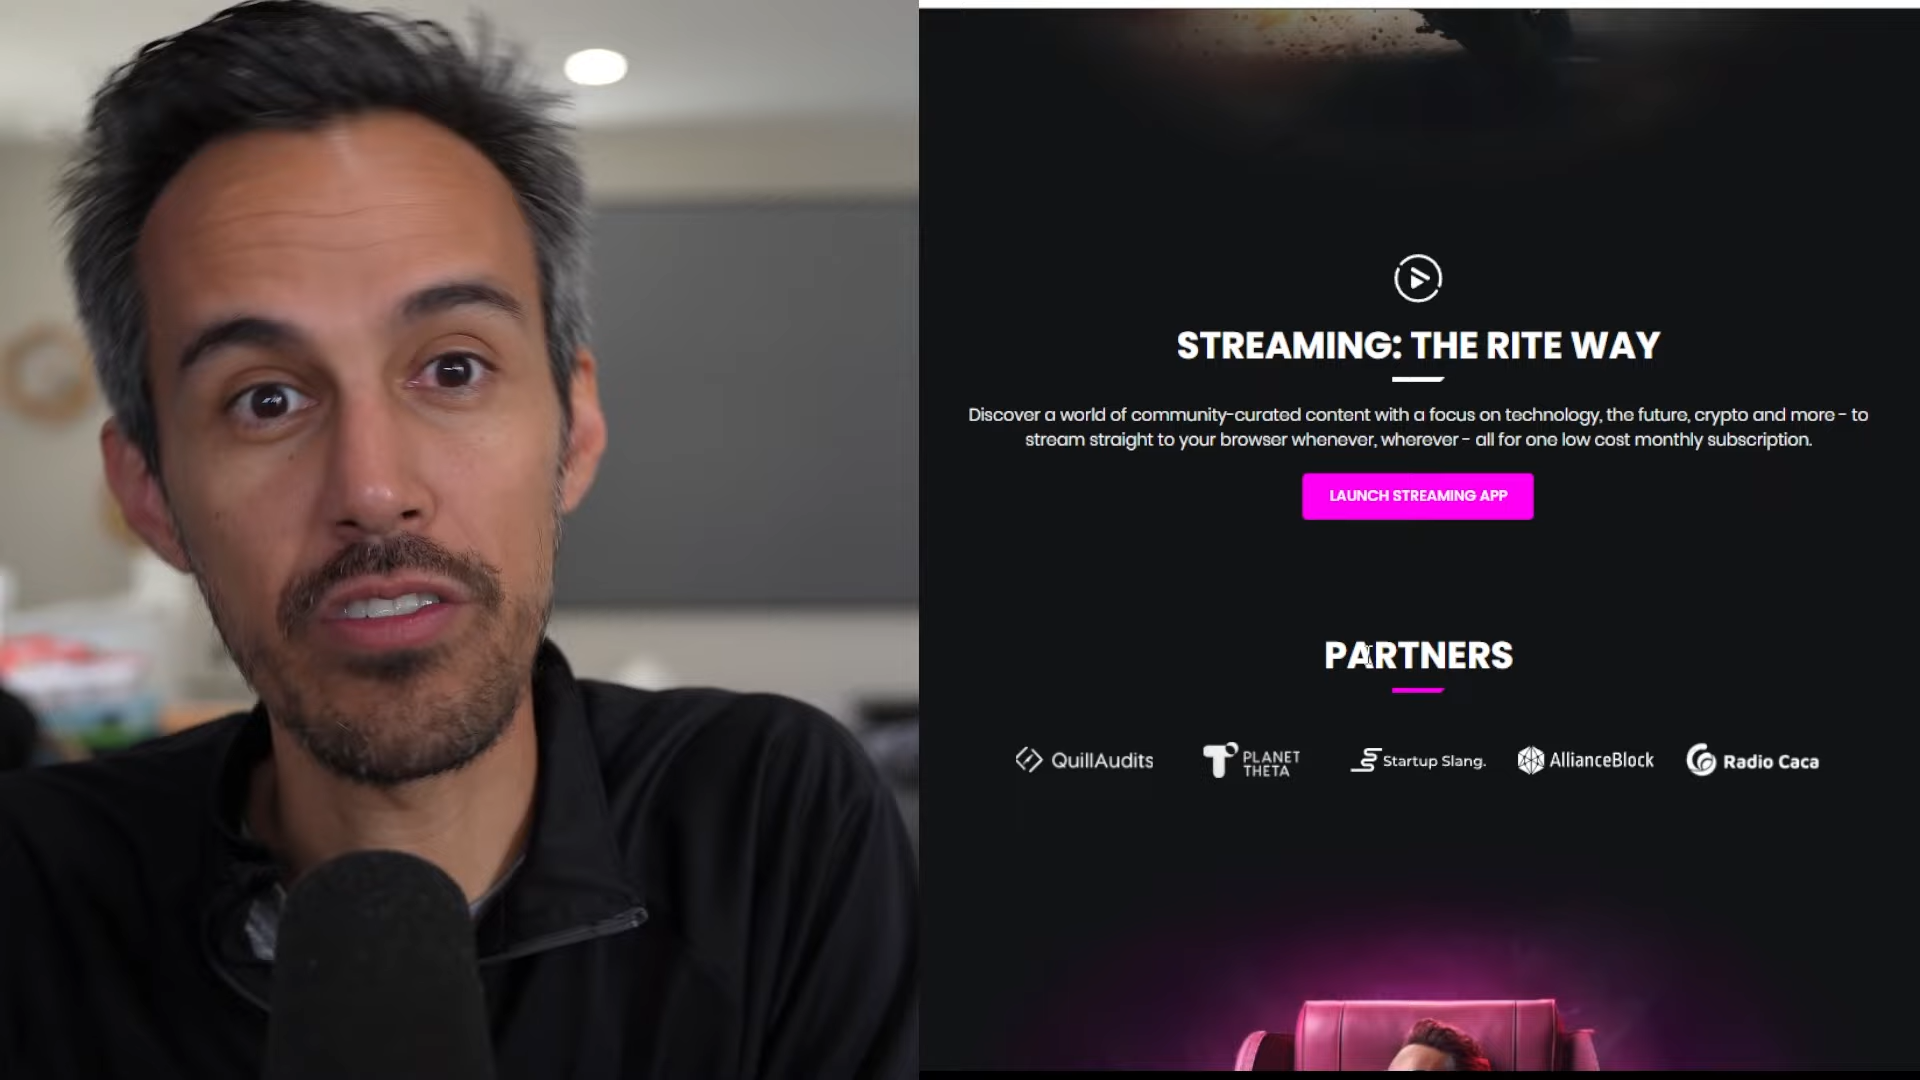 STREAMING: THE RITE WAY
Discover a world of community-curated content with a focus on technology, the future, crypto and more - to
stream straight to your browser whenever, wherever - all for one low cost monthly subscription.
LAUNCH STREAMING APP
PARTNERS
QuillAudits
PLANET
THETA
Startup Slang.
AllianceBlock
Radio Caca